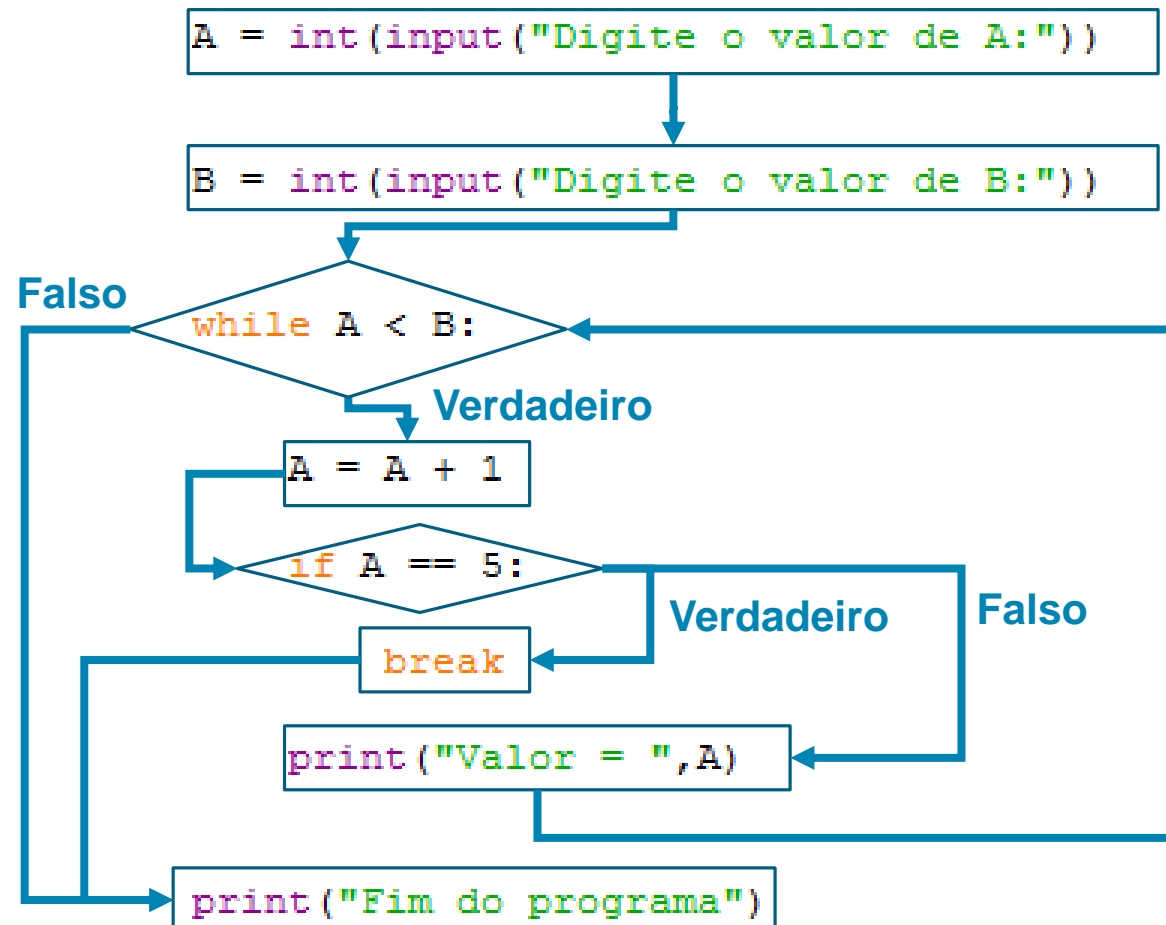 A = int(input("Digite o valor de A:"))
B = int(input("Digite o valor de B:"))
Falso
while A < B:
Verdadeiro
A = A + 1
if A == 5:
Verdadeiro
Falso
break
print("Valor = ",A)
print("Fim do programa")